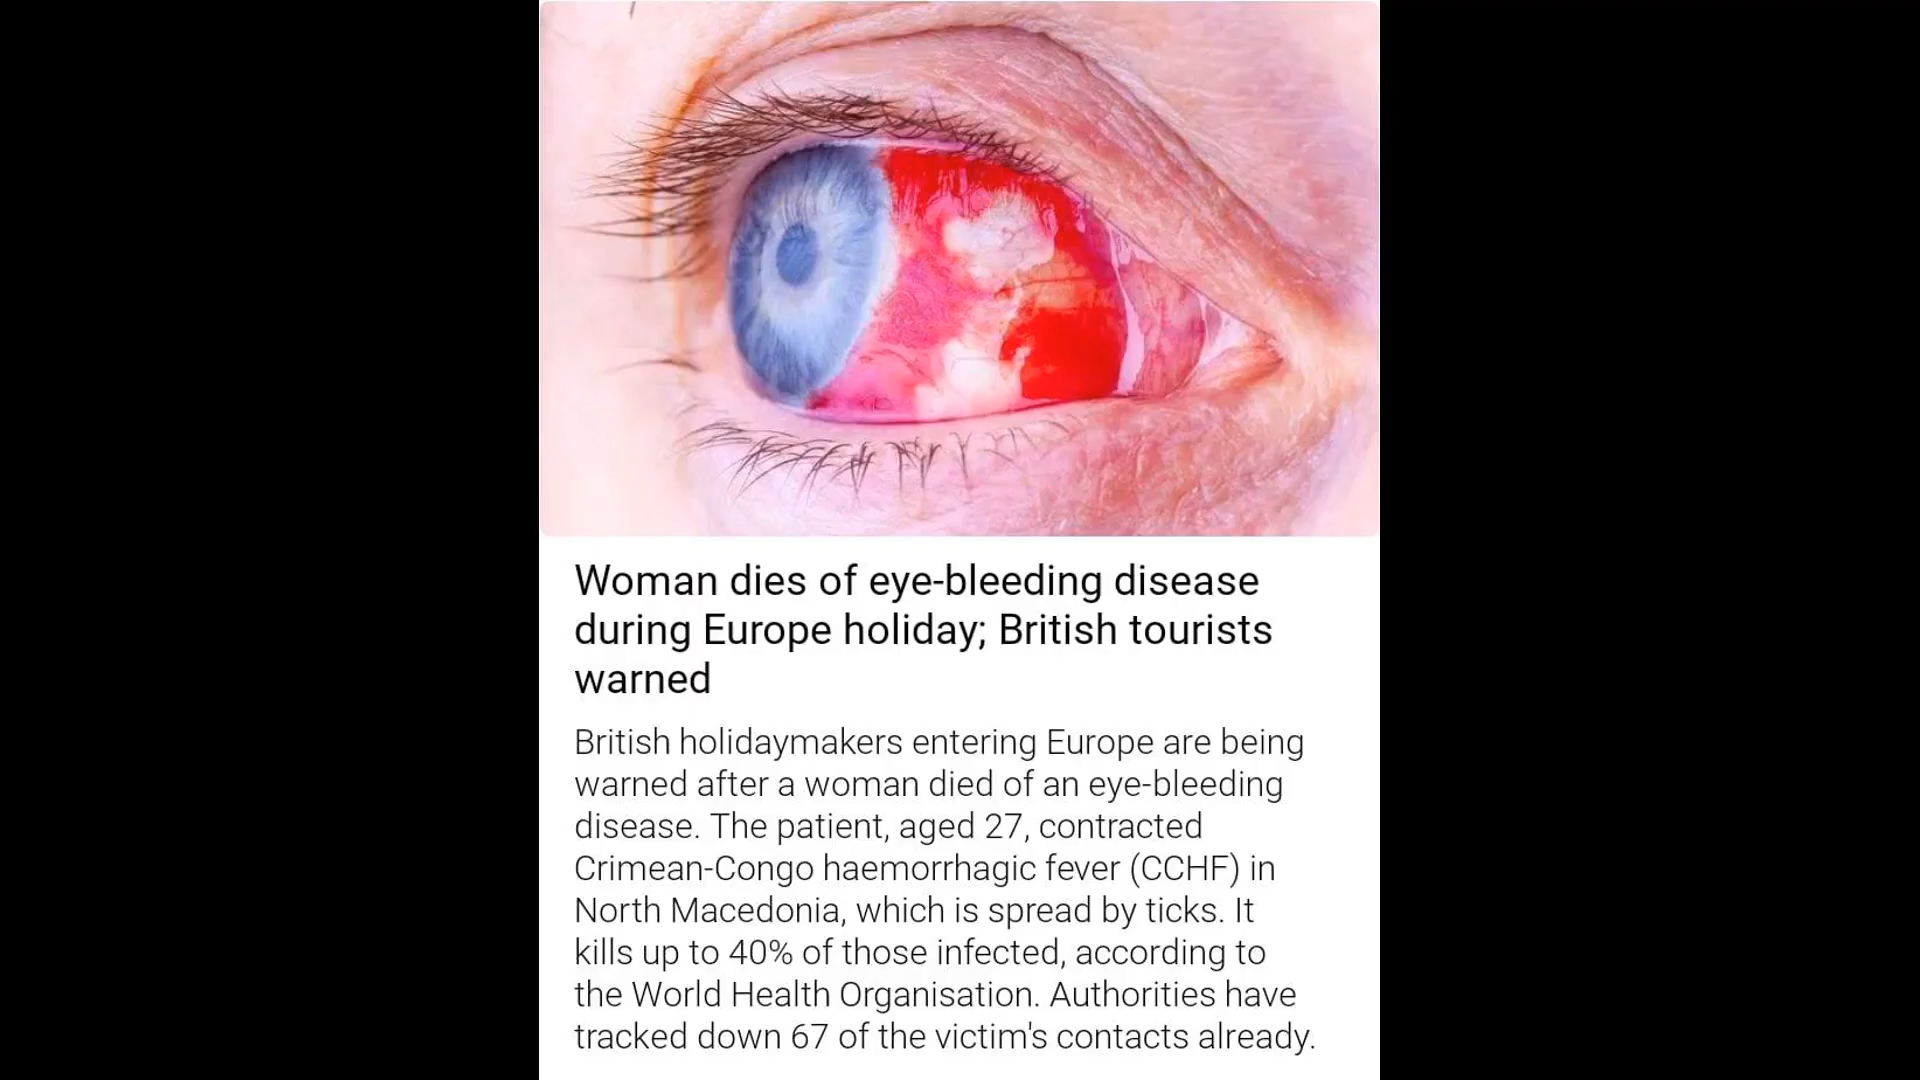 Woman dies of eye-bleeding disease
during Europe holiday; British tourists
warned
British holidaymakers entering Europe are being
warned after a woman died of an eye-bleeding
disease. The patient, aged 27, contracted
Crimean-Congo haemorrhagic fever (CCHF) in
North Macedonia, which is spread by ticks. It
kills up to 40% of those infected, according to
the World Health Organisation. Authorities have
tracked down 67 of the victim's contacts already.